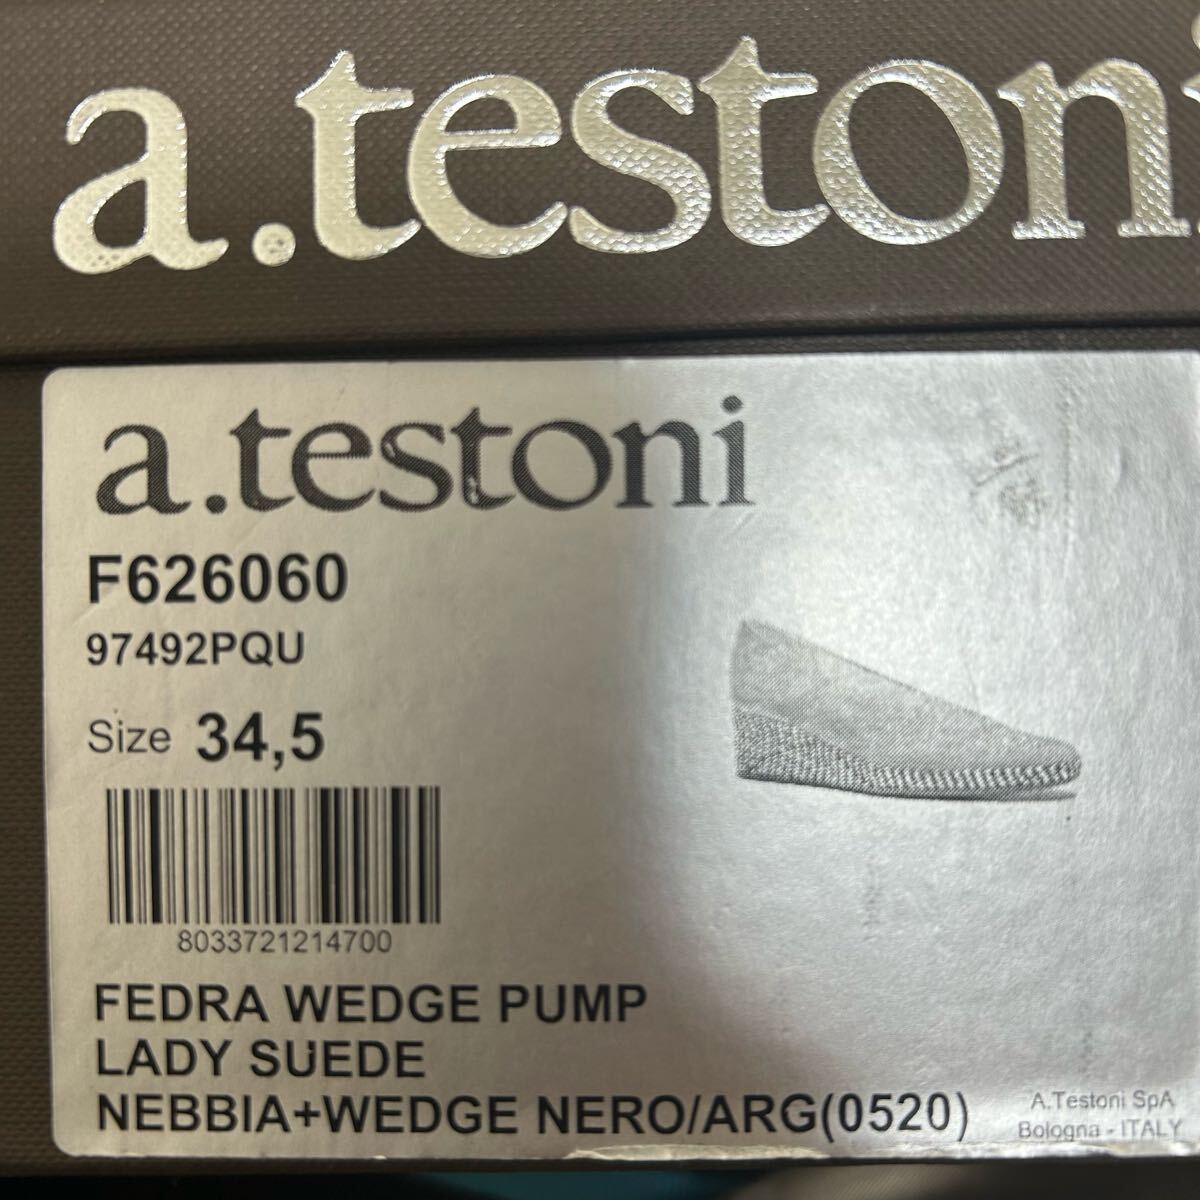 a.testoni
a.testoni
F626060
97492PQU
Size 34,5
8033721214700
FEDRA WEDGE PUMP
LADY SUEDE
NEBBIA+WEDGE NERO/ARG(0520)
A.Testoni SpA
Bologna - ITALY